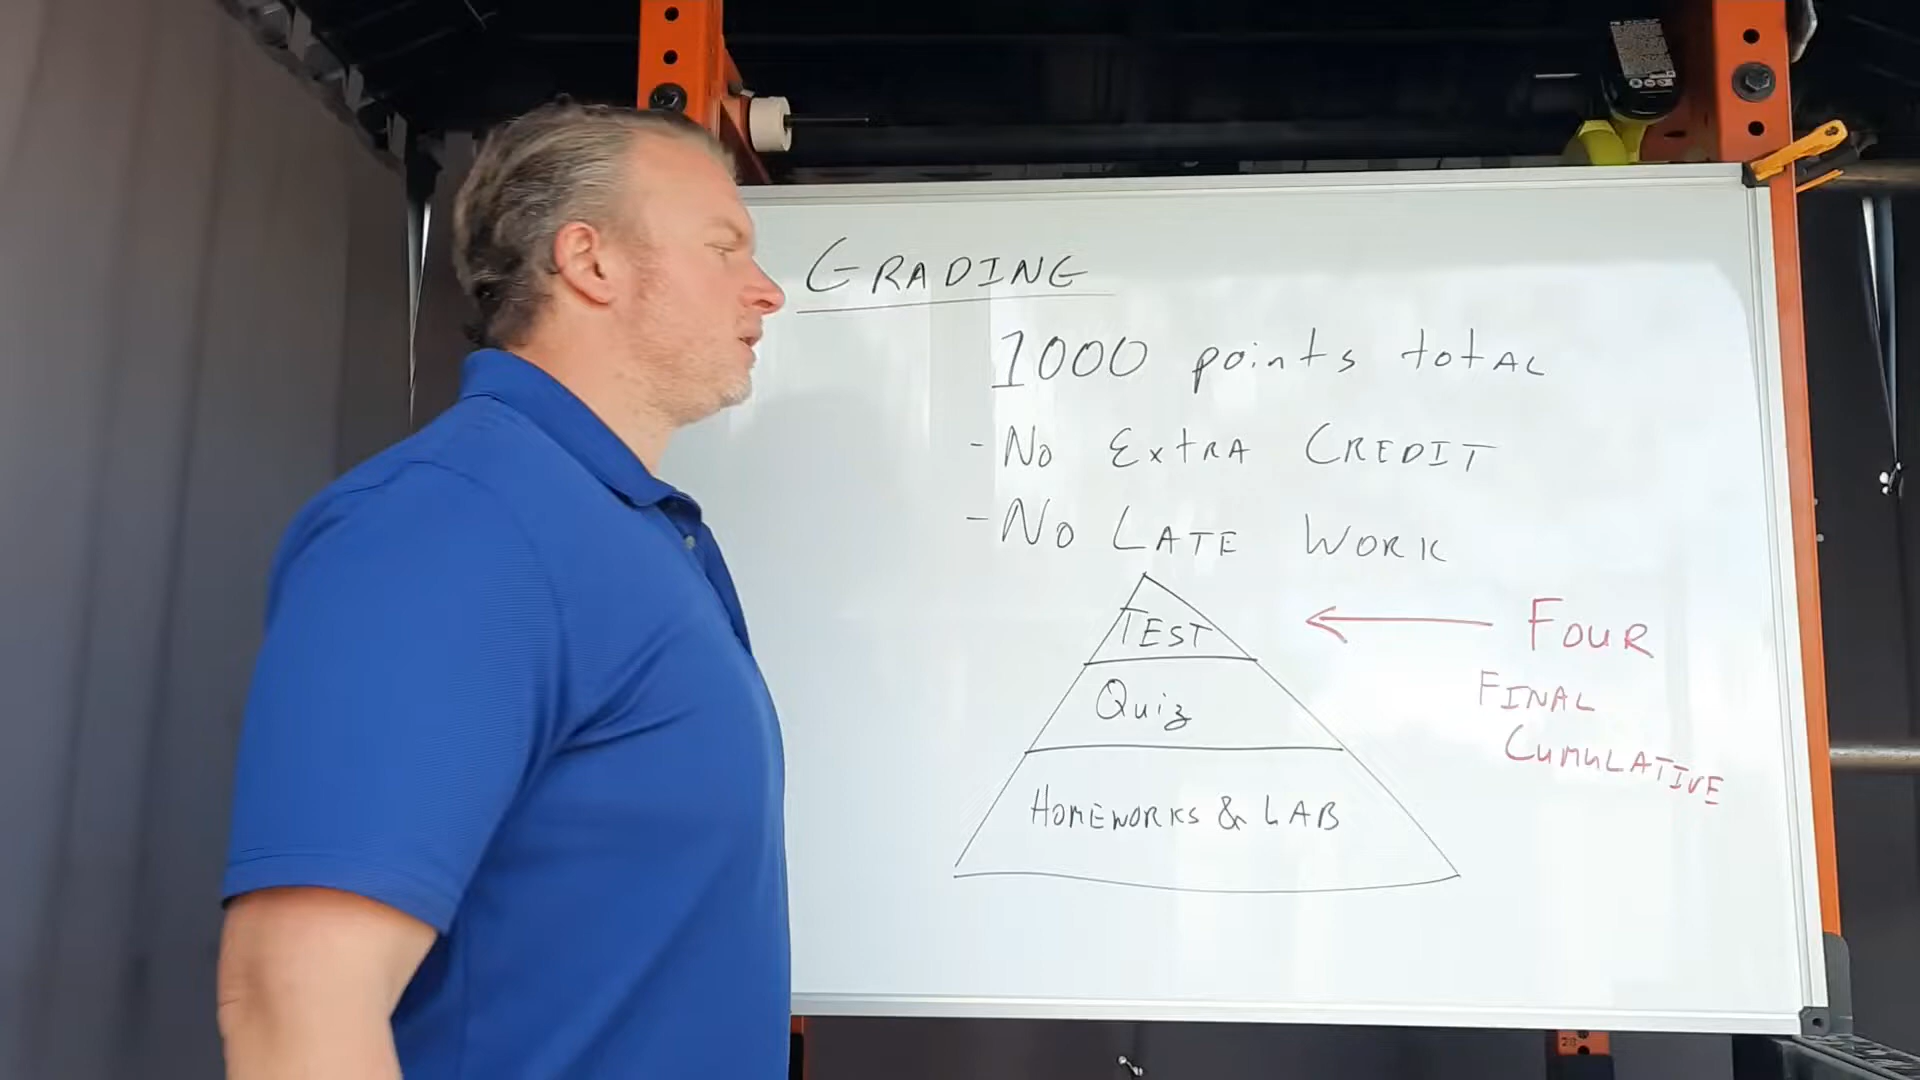 GRADING
1000 points total
- No Extra Credit
- No Late Work
TEST
Four
Quiz
Final
Cumulative
Homeworks & Lab